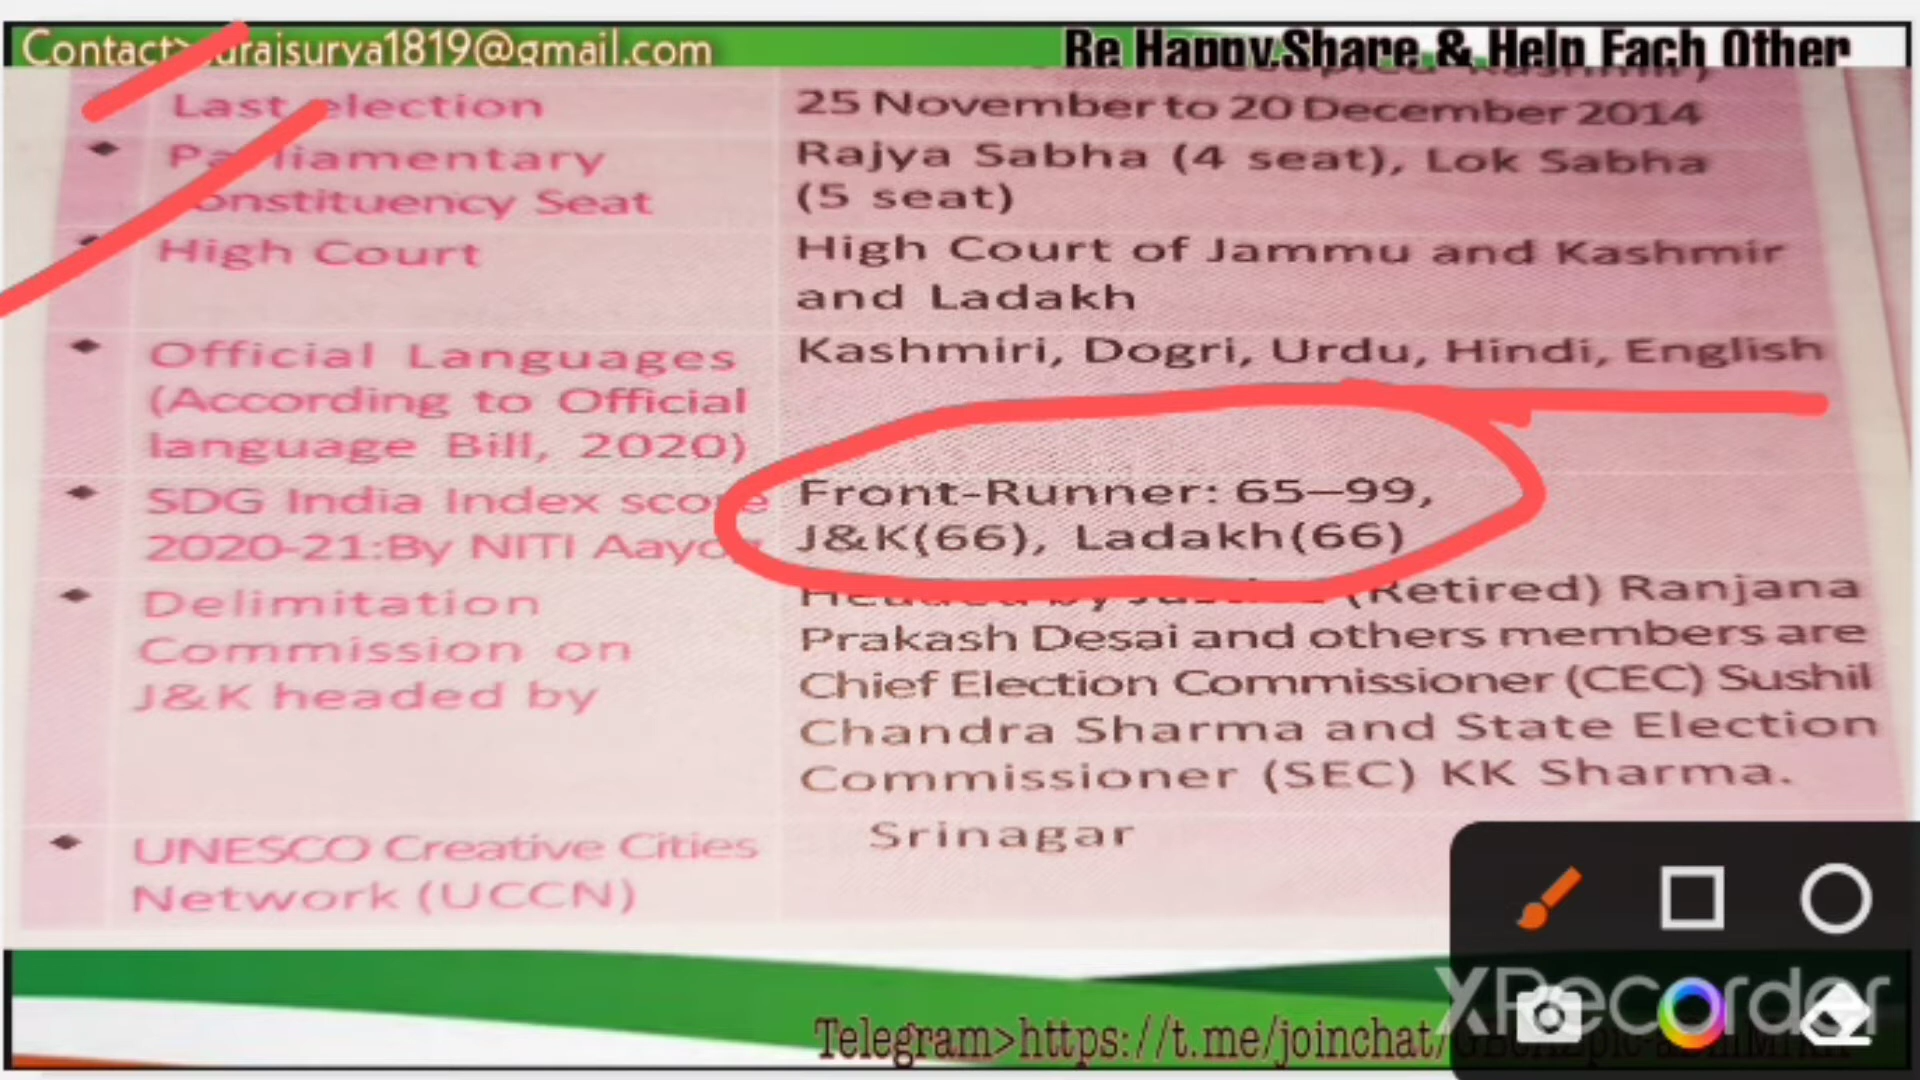 Be Happy.Share & Help Each Other
Last election
25 November to 20 December 2014
Parliamentary
Constituency Seat
Rajya Sabha (4 seat), Lok Sabha
(5 seat)
High Court
High Court of Jammu and Kashmir
and Ladakh
Official Languages
(According to Official
language Bill, 2020)
Kashmiri, Dogri, Urdu, Hindi, English
SDG India Index score
2020-21:By NITI Aayog
Front-Runner: 65–99,
J&K(66), Ladakh(66)
Delimitation
Commission on
J&K headed by
Headed by Justice (Retired) Ranjana
Prakash Desai and others members are
Chief Election Commissioner (CEC) Sushil
Chandra Sharma and State Election
Commissioner (SEC) KK Sharma.
UNESCO Creative Cities
Network (UCCN)
Srinagar
XRecorder
Telegram>https://t.me/joinchat/